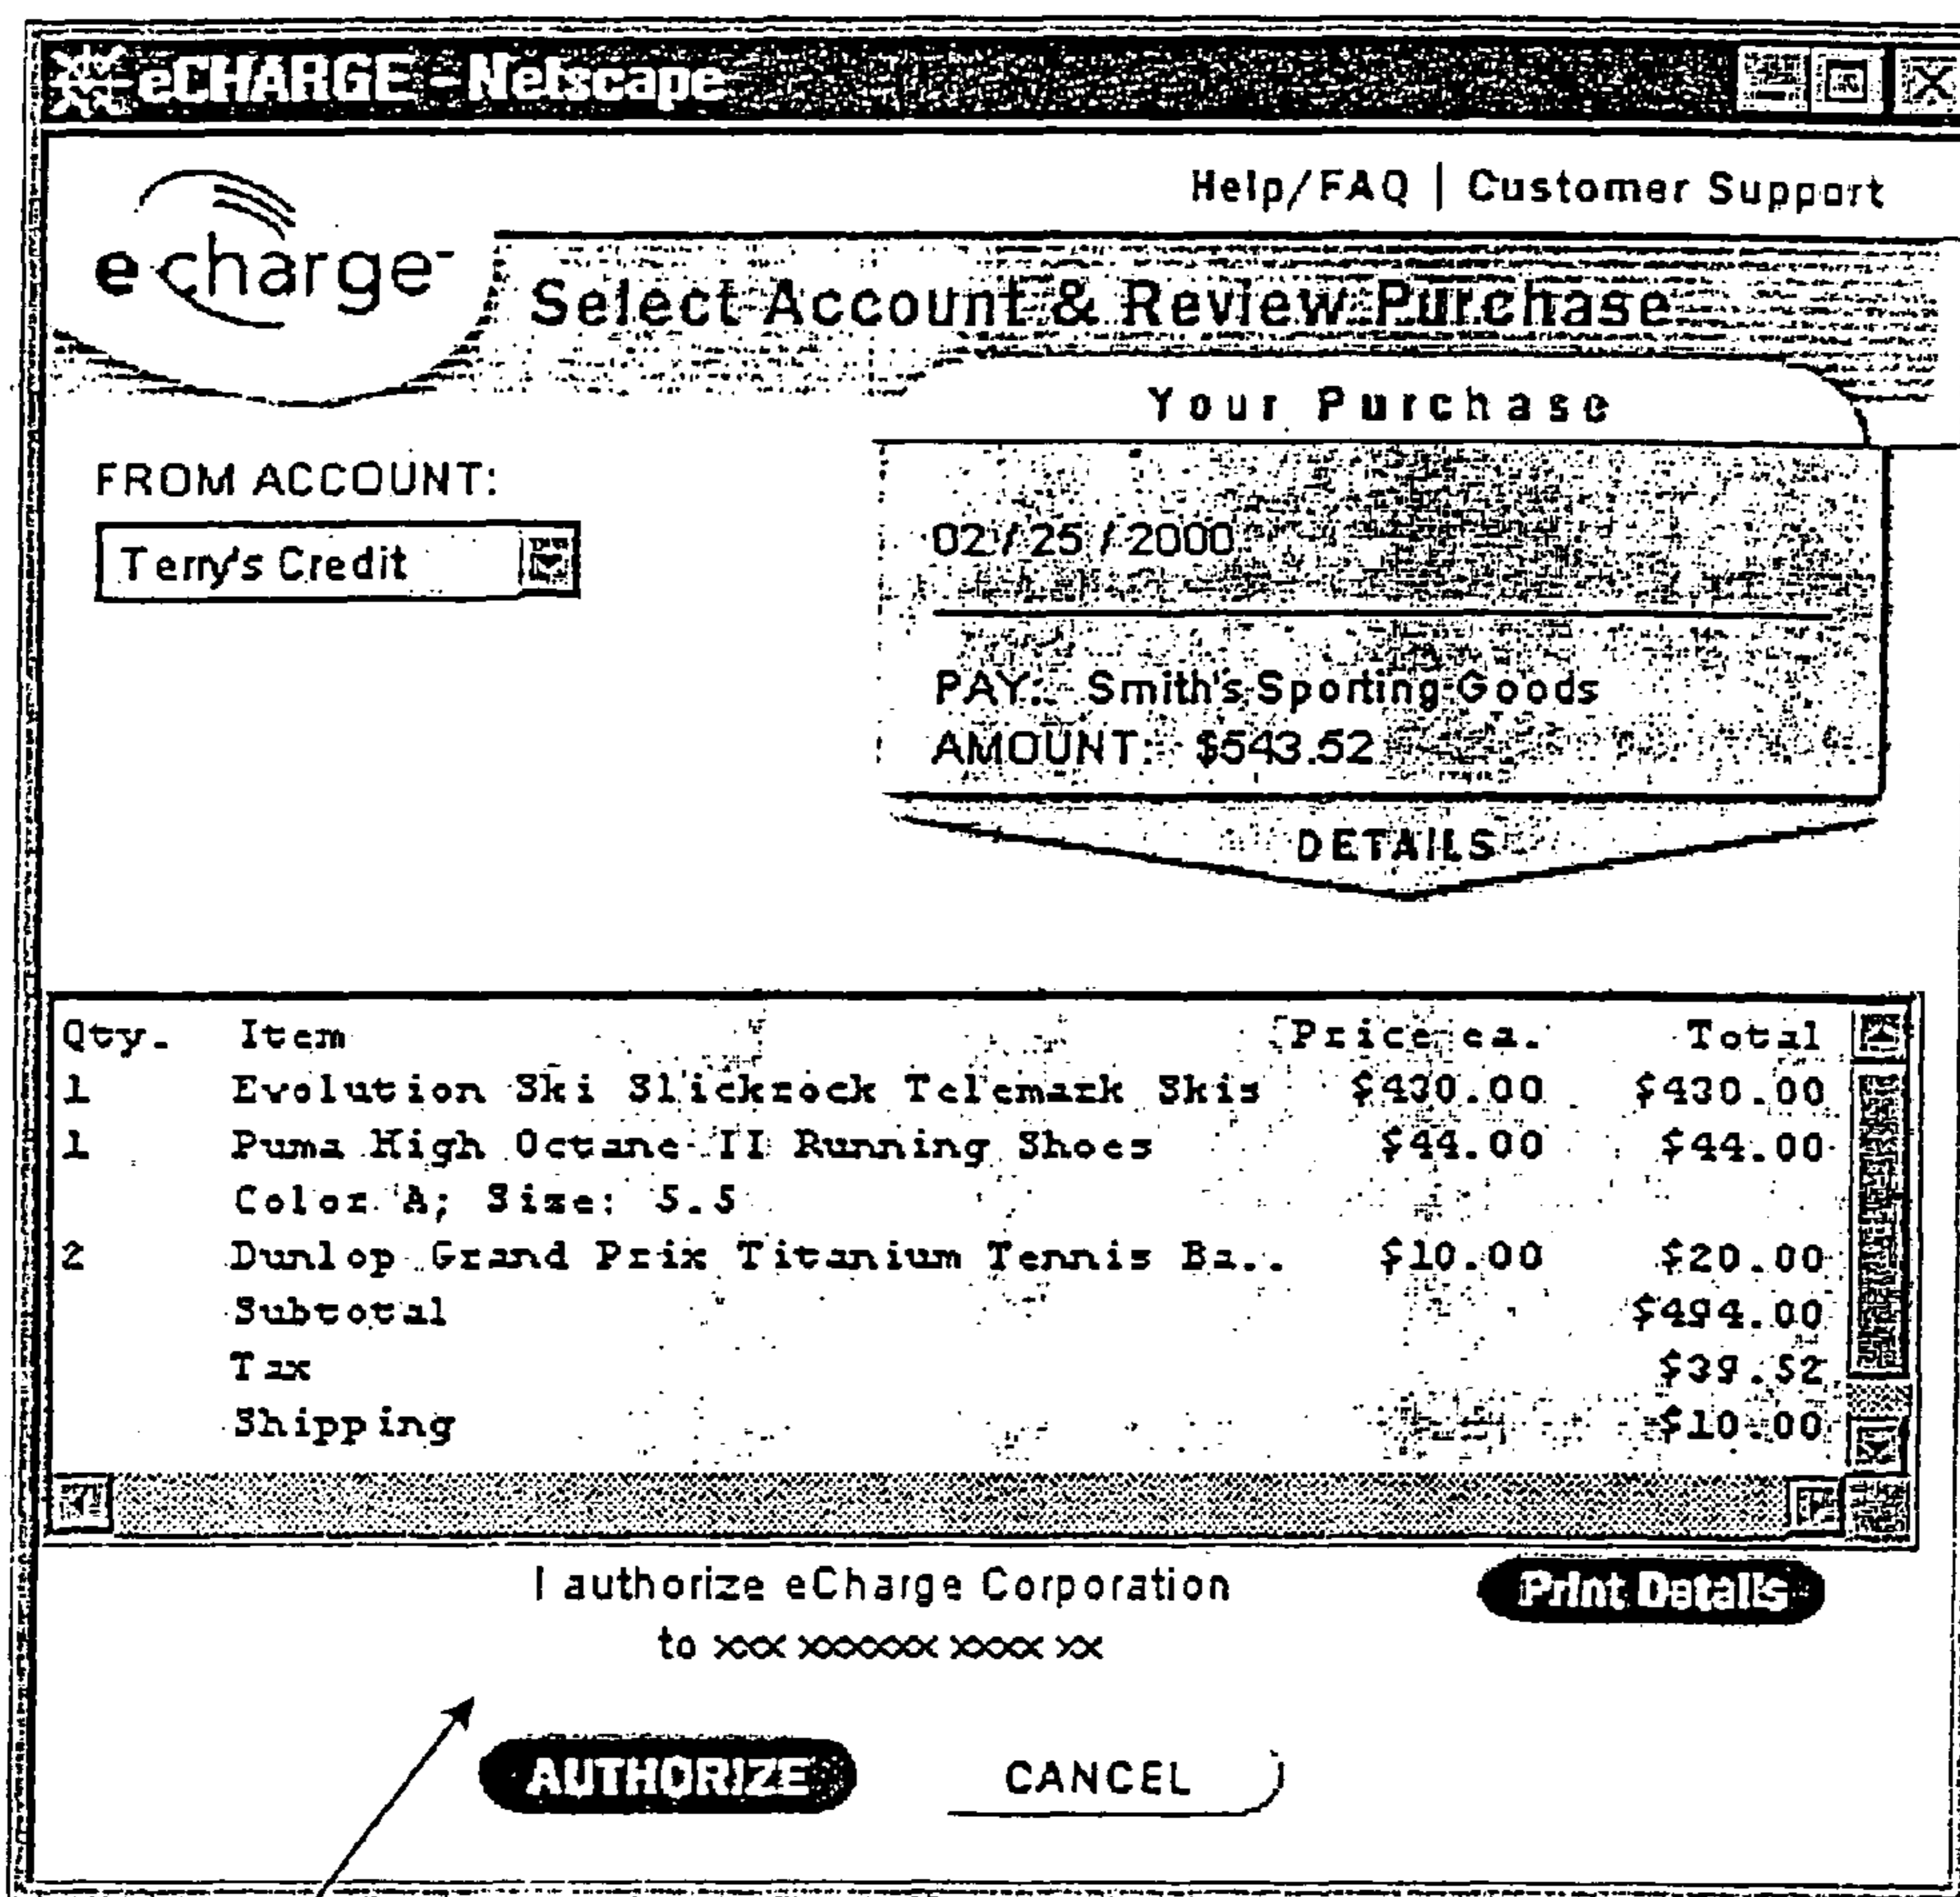 eCHARGE - Netscape
Help/FAQ | Customer Support
echarge
Select Account & Review Purchase
Your Purchase
FROM ACCOUNT:
Terry's Credit
02 / 25 / 2000
PAY: Smith's Sporting Goods
AMOUNT: $543.52
DETAILS
Qty. Item Price ea. Total
1 Evolution Ski Slickrock Telemark Skis $430.00 $430.00
1 Puma High Octane II Running Shoes $44.00 $44.00
Color A; Size: 5.5
2 Dunlop Grand Prix Titanium Tennis Ba.. $10.00 $20.00
Subtotal $494.00
Tax $39.52
Shipping $10.00
I authorize eCharge Corporation
Print Details
to xxx xxxxxx xxxx xx
AUTHORIZE CANCEL